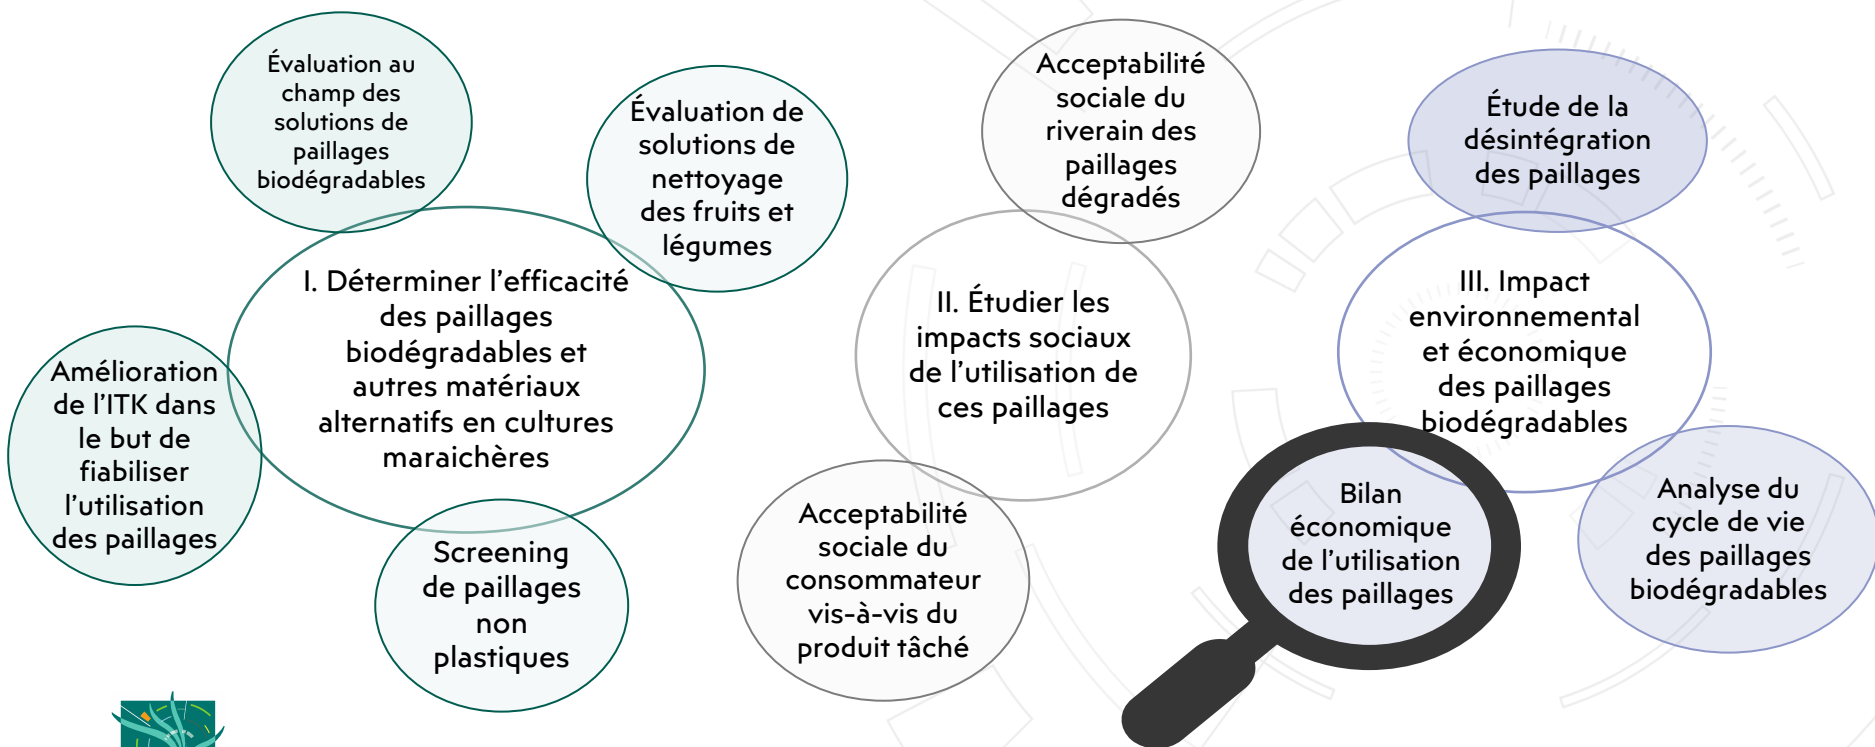 Évaluation au
champ des
solutions de
paillages
biodégradables
Évaluation de
solutions de
nettoyage
des fruits et
légumes
I. Déterminer l'efficacité
des paillages
biodégradables et
autres matériaux
alternatifs en cultures
maraichères
Amélioration
de l'ITK dans
le but de
fiabiliser
l'utilisation
des paillages
Screening
de paillages
non
plastiques
Acceptabilité
sociale du
riverain des
paillages
dégradés
II. Étudier les
impacts sociaux
de l'utilisation de
ces paillages
Acceptabilité
sociale du
consommateur
vis-à-vis du
produit tâché
Étude de la
désintégration
des paillages
III. Impact
environnemental
et économique
des paillages
biodégradables
Bilan
économique
de l'utilisation
des paillages
Analyse du
cycle de vie
des paillages
biodégradables